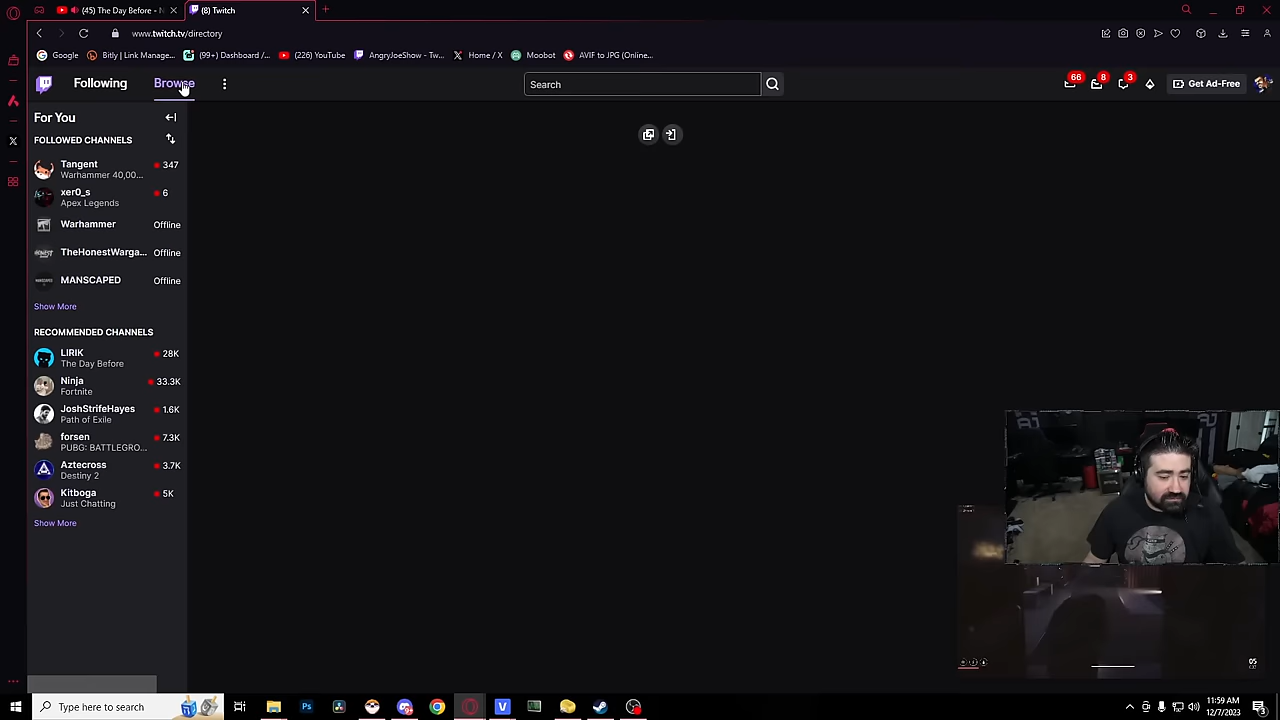 (45) The Day Before - N
(8) Twitch
www.twitch.tv/directory
Google
Bitly | Link Manage...
(99+) Dashboard /...
(226) YouTube
AngryJoeShow - Tw...
Home / X
Moobot
AVIF to JPG (Onlin...
Following
Browse
Search
66
8
3
Get Ad-Free
For You
FOLLOWED CHANNELS
Tangent
347
Warhammer 40,00...
xer0_s
6
Apex Legends
Warhammer
Offline
TheHonestWarga...
Offline
MANSCAPED
Offline
Show More
RECOMMENDED CHANNELS
LIRIK
28K
The Day Before
Ninja
33.3K
Fortnite
JoshStrifeHayes
1.6K
Path of Exile
forsen
7.3K
PUBG: BATTLEGRO...
Aztecross
3.7K
Destiny 2
Kitboga
5K
Just Chatting
Show More
05
Type here to search
11:59 AM
12/7/2023